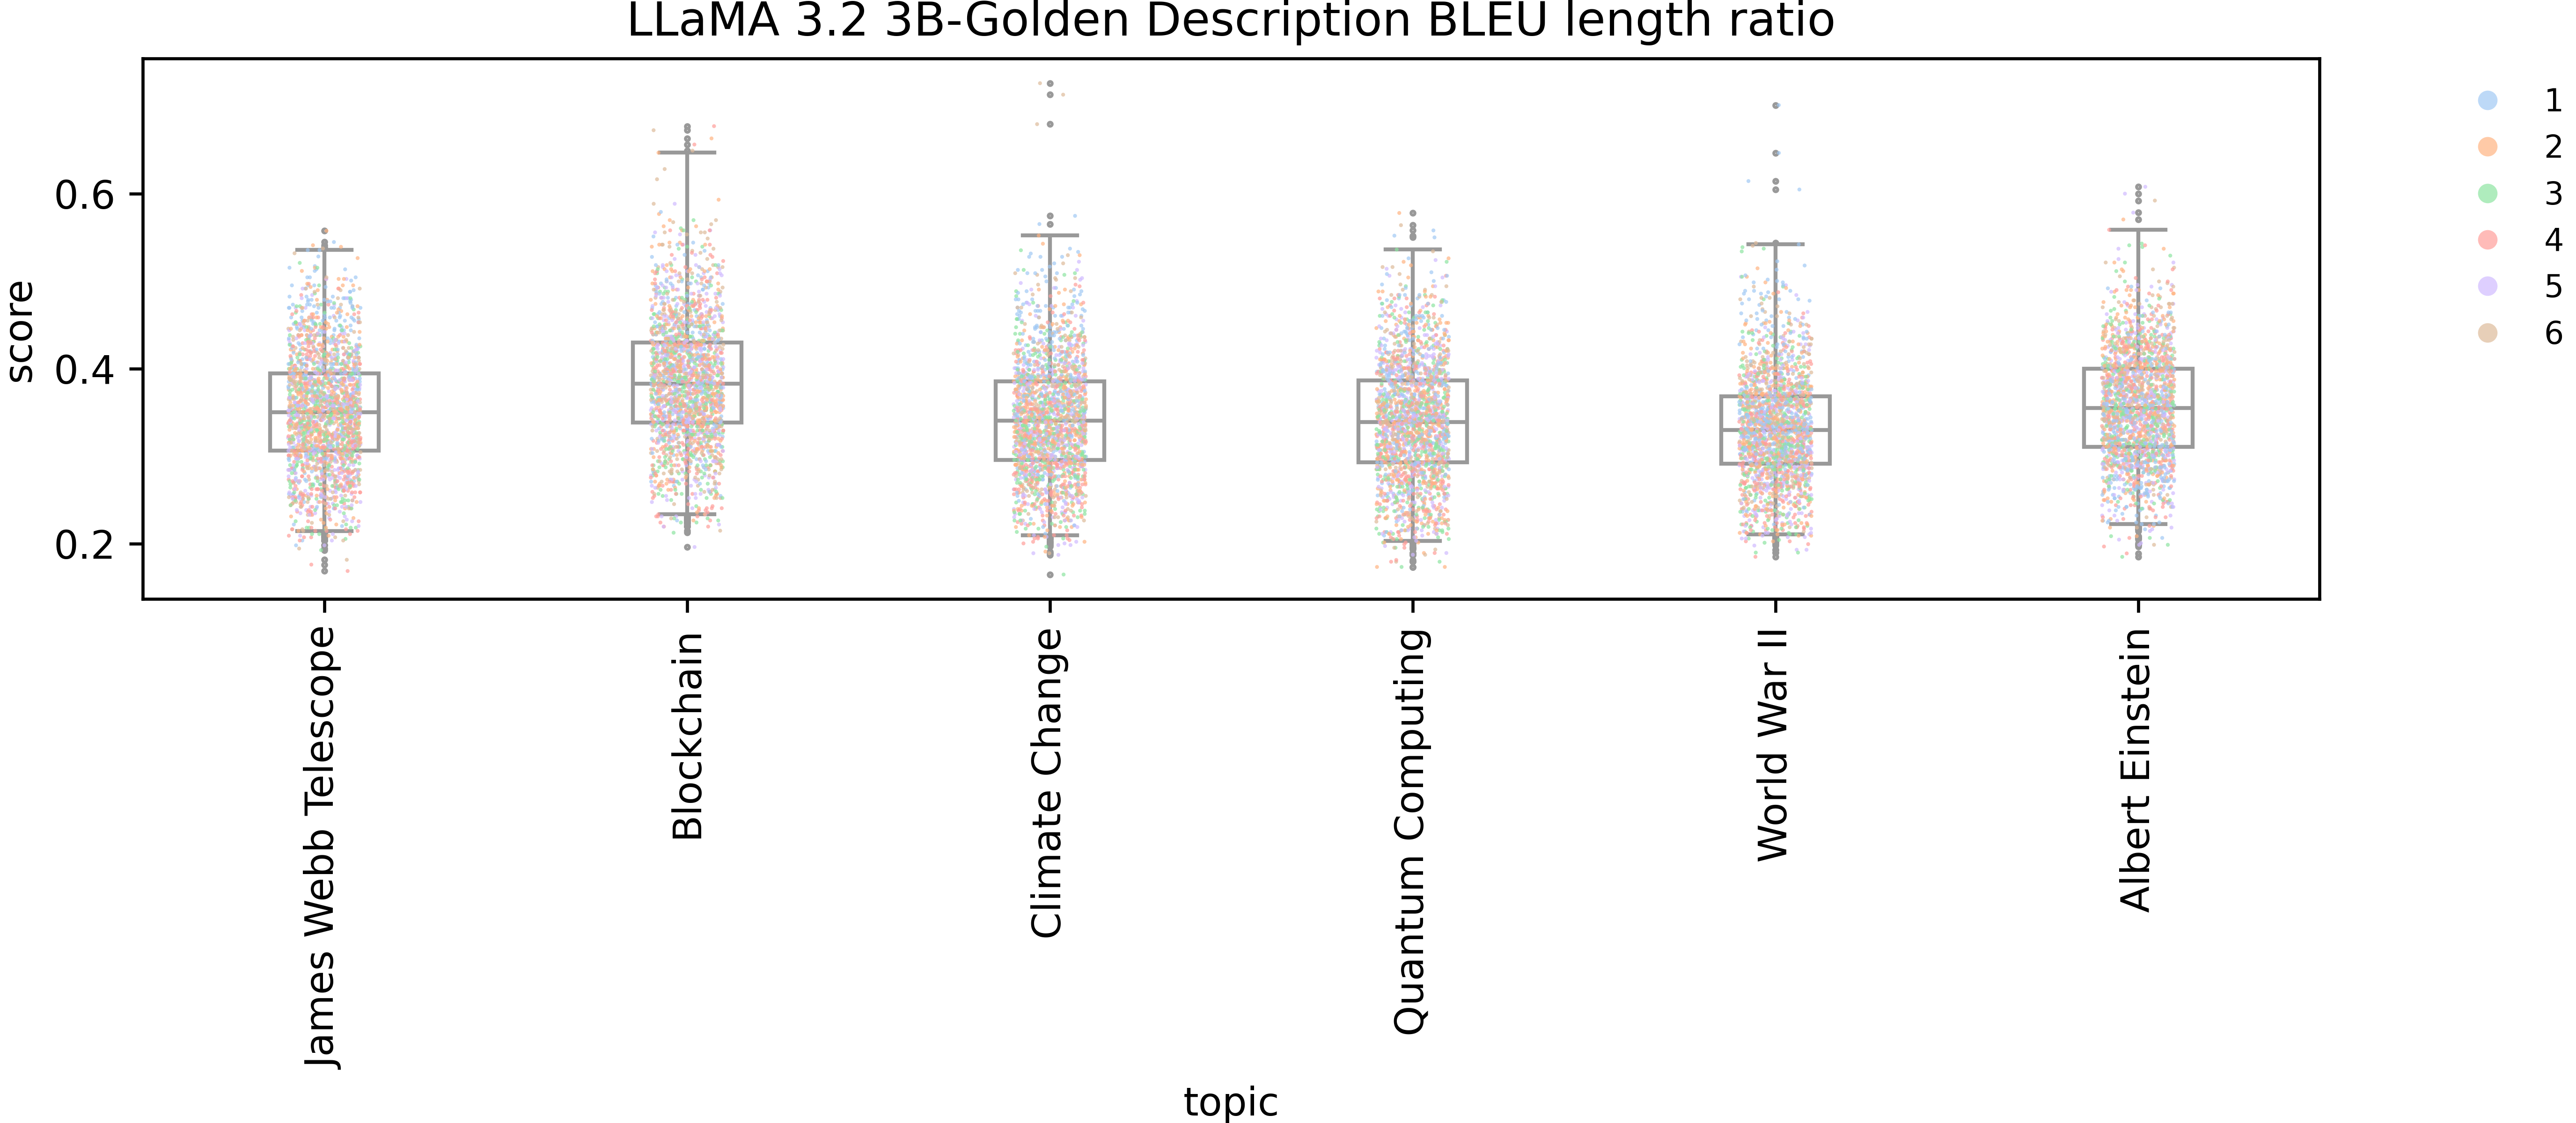 LLaMA 3.2 3B-Golden Description BLEU length ratio
score
0.6
0.4
0.2
James Webb Telescope
Blockchain
Climate Change
Quantum Computing
World War II
Albert Einstein
topic
1
2
3
4
5
6